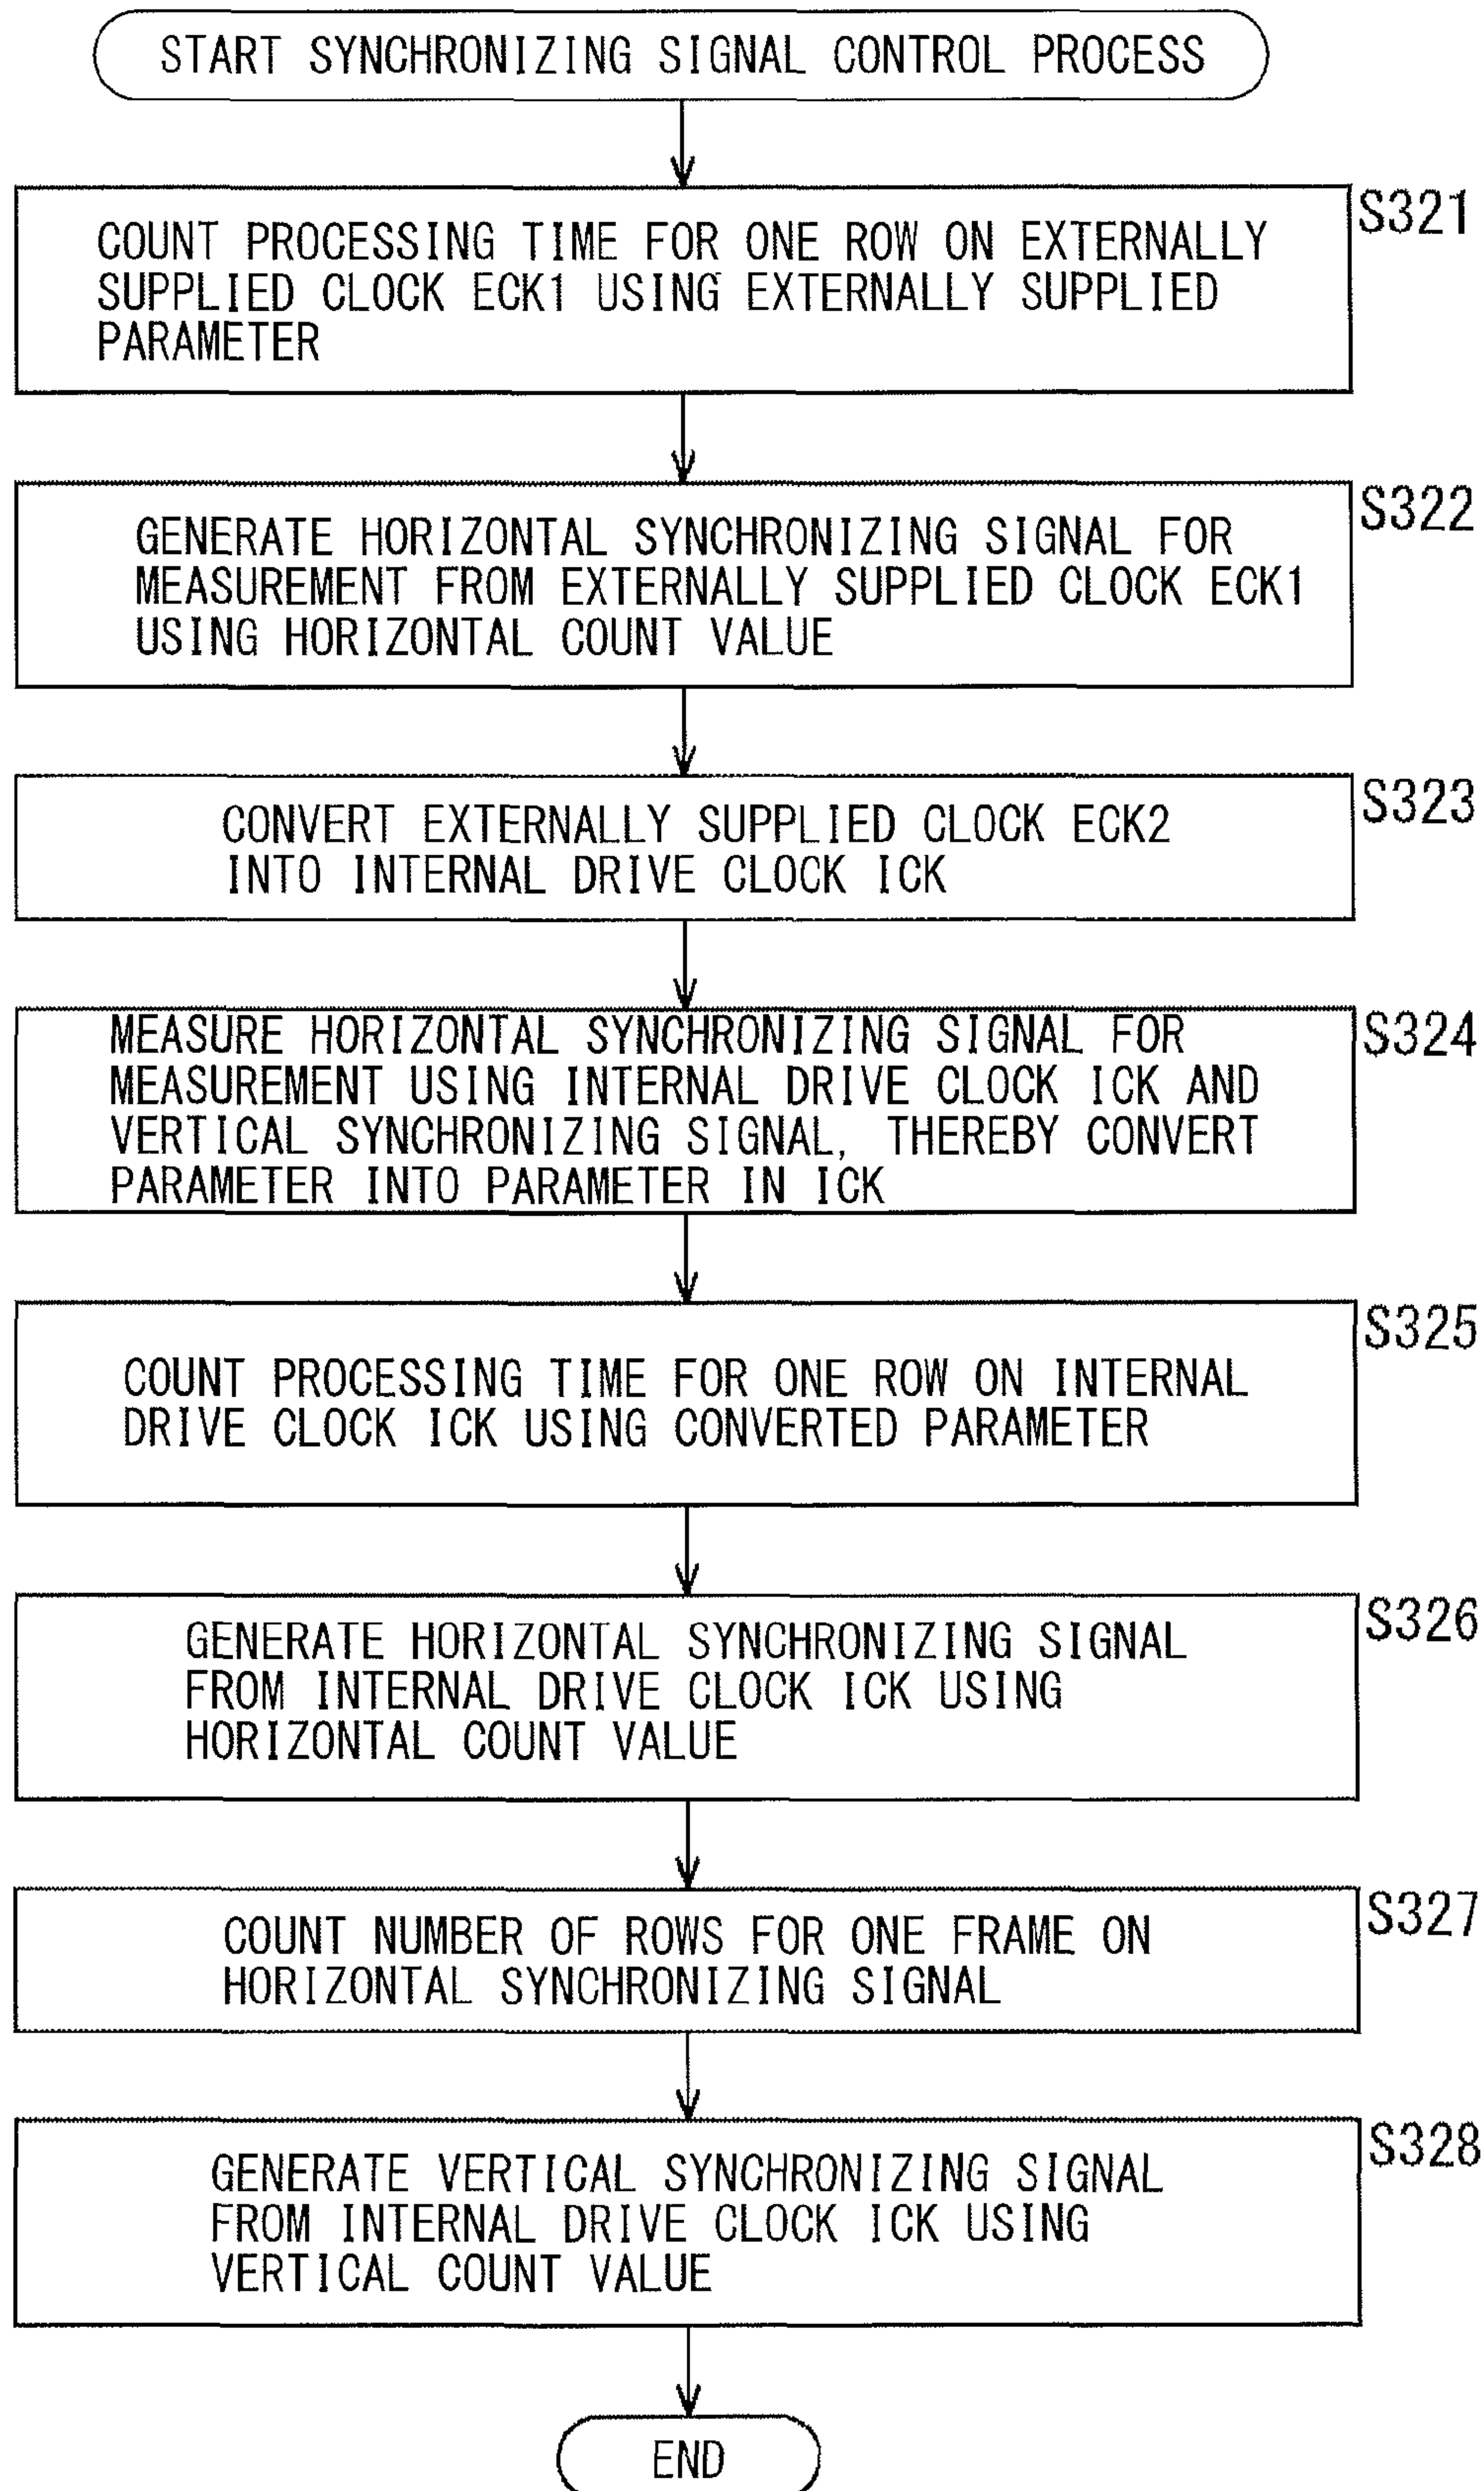 START SYNCHRONIZING SIGNAL CONTROL PROCESS
S321
COUNT PROCESSING TIME FOR ONE ROW ON EXTERNALLY
SUPPLIED CLOCK ECK1 USING EXTERNALLY SUPPLIED
PARAMETER
S322
GENERATE HORIZONTAL SYNCHRONIZING SIGNAL FOR
MEASUREMENT FROM EXTERNALLY SUPPLIED CLOCK ECK1
USING HORIZONTAL COUNT VALUE
S323
CONVERT EXTERNALLY SUPPLIED CLOCK ECK2
INTO INTERNAL DRIVE CLOCK ICK
S324
MEASURE HORIZONTAL SYNCHRONIZING SIGNAL FOR
MEASUREMENT USING INTERNAL DRIVE CLOCK ICK AND
VERTICAL SYNCHRONIZING SIGNAL, THEREBY CONVERT
PARAMETER INTO PARAMETER IN ICK
S325
COUNT PROCESSING TIME FOR ONE ROW ON INTERNAL
DRIVE CLOCK ICK USING CONVERTED PARAMETER
S326
GENERATE HORIZONTAL SYNCHRONIZING SIGNAL
FROM INTERNAL DRIVE CLOCK ICK USING
HORIZONTAL COUNT VALUE
S327
COUNT NUMBER OF ROWS FOR ONE FRAME ON
HORIZONTAL SYNCHRONIZING SIGNAL
S328
GENERATE VERTICAL SYNCHRONIZING SIGNAL
FROM INTERNAL DRIVE CLOCK ICK USING
VERTICAL COUNT VALUE
END